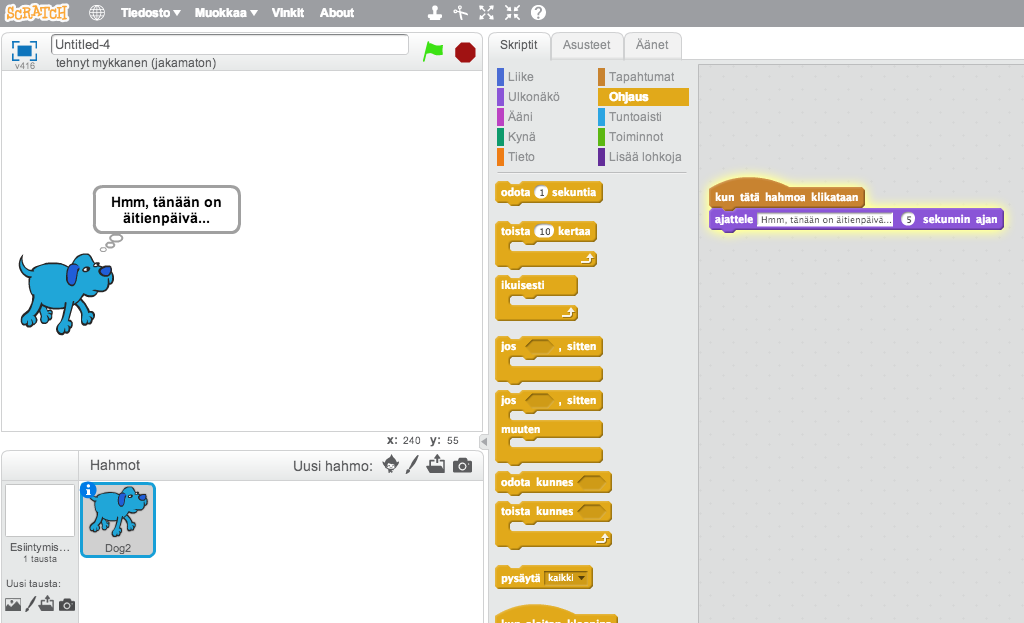 SCRATCH
Tiedosto Muokkaa Vinkit About
?
Untitled-4
v416
tehnyt mykkanen (jakamaton)
Hmm, tänään on
äitienpäivä...
x: 240 y: 55
Hahmot
Uusi hahmo:
i
Dog2
Esiintymis...
1 tausta
Uusi tausta:
Skriptit
Asusteet
Äänet
Liike
Ulkonäkö
Ääni
Kynä
Tieto
Tapahtumat
Ohjaus
Tuntoaisti
Toiminnot
Lisää lohkoja
odota 1 sekuntia
toista 10 kertaa
ikuisesti
jos , sitten
jos , sitten
muuten
odota kunnes
toista kunnes
pysäytä kaikki
kun tätä hahmoa klikataan
ajattele Hmm, tänään on äitienpäivä... 5 sekunnin ajan